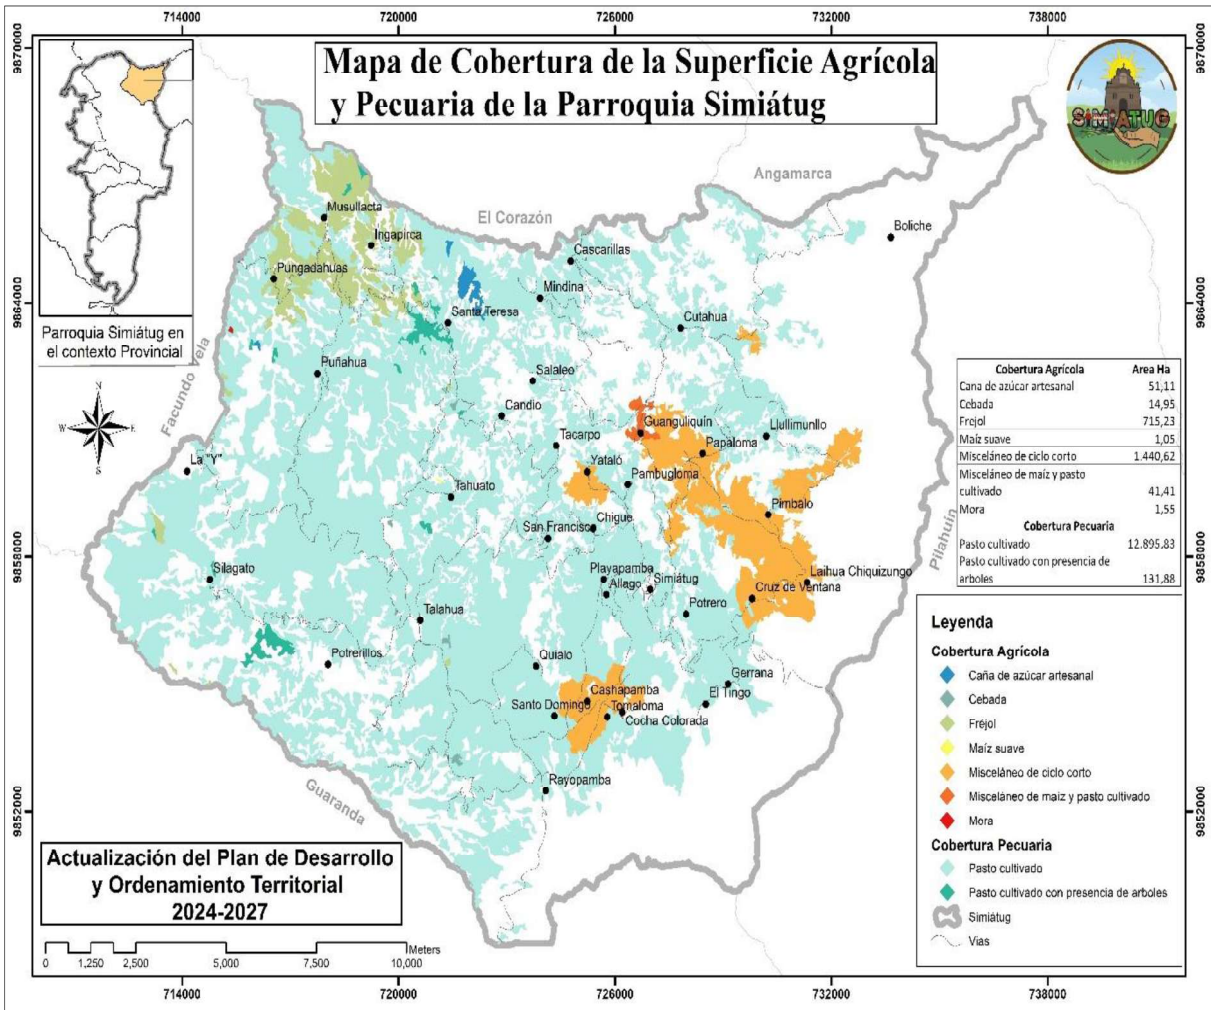 714000 720000 726000 732000 738000
Mapa de Cobertura de la Superficie Agrícola
y Pecuaria de la Parroquia Simiátug
SIMIATUG
9870000
9870000
Angamarca
El Corazón
Boliche
Musullacta
Ingapirca
Cascarillas
Pungadahuas
Mindina
9864000
9864000
Santa Teresa
Cutahua
Parroquia Simiátug en
el contexto Provincial
Facundo Vela
Puñahua
Salaleo
Candio
Guanguliquin
Llullimunllo
Tacarpo
Papaloma
La "Y"
Yataló
Pambugloma
Tahuato
Pimbalo
Chigue
San Francisco
Pilahuin
N
W E
S
Cobertura Agrícola Area Ha
Cana de azúcar artesanal 51,11
Cebada 14,95
Frejol 715,23
Maíz suave 1,05
Misceláneo de ciclo corto 1.440,62
Misceláneo de maíz y pasto
cultivado 41,41
Mora 1,55
Cobertura Pecuaria
Pasto cultivado 12.895,83
Pasto cultivado con presencia de
arboles 131,88
9858000
9858000
Silagato
Playapamba
Allago
Simiátug
Laihua Chiquizungo
Cruz de Ventana
Potrero
Talahua
Potrerillos
Quialo
Gerrana
Cashapamba
El Tingo
Santo Domingo
Tomaloma
Cocha Colorada
Rayopamba
Guaranda
9852000
9852000
Leyenda
Cobertura Agrícola
Caña de azúcar artesanal
Cebada
Fréjol
Maíz suave
Misceláneo de ciclo corto
Misceláneo de maíz y pasto cultivado
Mora
Cobertura Pecuaria
Pasto cultivado
Pasto cultivado con presencia de arboles
Simiátug
Vias
Actualización del Plan de Desarrollo
y Ordenamiento Territorial
2024-2027
Meters
0 1,250 2,500 5,000 7,500 10,000
714000 720000 726000 732000 738000